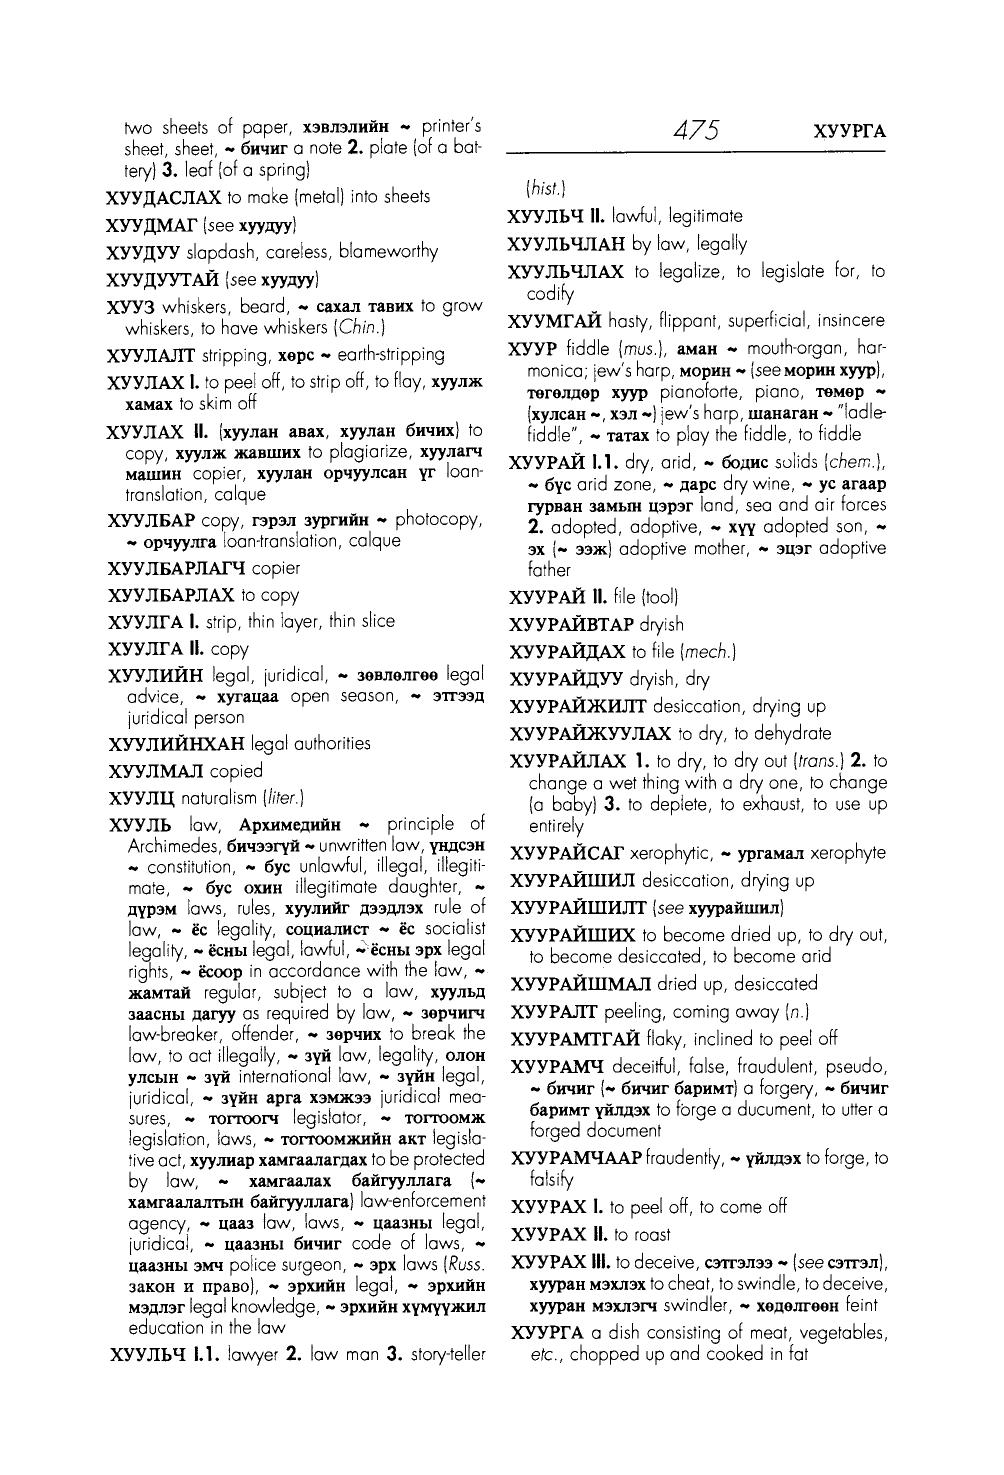 two sheets of paper, хэвлэлийн ~ printer's
sheet, sheet, ~ бичиг a note 2. plate (of a bat-
tery) 3. leaf (of a spring)
ХУУДАСЛАХ to make (metal) into sheets
ХУУДМАГ (see хуудуу)
ХУУДУУ slapdash, careless, blameworthy
ХУУДУУТАЙ (see хуудуу)
ХУУЗ whiskers, beard, ~ сахал тавих to grow
whiskers, to have whiskers (Chin.)
ХУУЛАЛТ stripping, хөрс ~ earth-stripping
ХУУЛАХ I. to peel off, to strip off, to flay, хуулж
хамах to skim off
ХУУЛАХ II. (хуулан авах, хуулан бичих) to
copy, хуулж жавших to plagiarize, хуулагч
машин copier, хуулан орчуулсан үг loan-
translation, calque
ХУУЛБАР copy, гэрэл зургийн ~ photocopy,
~ орчуулга loan-translation, calque
ХУУЛБАРЛАГЧ copier
ХУУЛБАРЛАХ to copy
ХУУЛГА I. strip, thin layer, thin slice
ХУУЛГА II. copy
ХУУЛИЙН legal, juridical, ~ зөвлөлгөө legal
advice, ~ хугацаа open season, ~ этгээд
juridical person
ХУУЛИЙНХАН legal authorities
ХУУЛМАЛ copied
ХУУЛЦ naturalism (liter.)
ХУУЛЬ law, Архимедийн ~ principle of
Archimedes, бичээгүй ~ unwritten law, үндсэн
~ constitution, ~ бус unlawful, illegal, illegiti-
mate, ~ бус охин illegitimate daughter, ~
дүрэм laws, rules, хуулийг дээдлэх rule of
law, ~ ёс legality, социалист ~ ёс socialist
legality, ~ ёсны legal, lawful, ~ ёсны эрх legal
rights, ~ ёсоор in accordance with the law, ~
жамтай regular, subject to a law, хуульд
заасны дагуу as required by law, ~ зөрчигч
law-breaker, offender, ~ зөрчих to break the
law, to act illegally, ~ зүй law, legality, олон
улсын ~ зүй international law, ~ зүйн legal,
juridical, ~ зүйн арга хэмжээ juridical mea-
sures, ~ тогтоогч legislator, ~ тогтоомж
legislation, laws, ~ тогтоомжийн акт legisla-
tive act, хуулиар хамгаалагдах to be protected
by law, ~ хамгаалах байгууллага (~
хамгаалалтын байгууллага) law-enforcement
agency, ~ цааз law, laws, ~ цаазны legal,
juridical, ~ цаазны бичиг code of laws, ~
цаазны эмч police surgeon, ~ эрх laws (Russ.
закон и право), ~ эрхийн legal, ~ эрхийн
мэдлэг legal knowledge, ~ эрхийн хүмүүжил
education in the law
ХУУЛЬЧ I.1. lawyer 2. law man 3. story-teller
475 ХУУРГА
(hist.)
ХУУЛЬЧ II. lawful, legitimate
ХУУЛЬЧЛАН by law, legally
ХУУЛЬЧЛАХ to legalize, to legislate for, to
codify
ХУУМГАЙ hasty, flippant, superficial, insincere
ХУУР fiddle (mus.), аман ~ mouth-organ, har-
monica; jew's harp, морин ~ (see морин хуур),
төгөлдөр хуур pianoforte, piano, төмөр ~
(хулсан ~, хэл ~) jew's harp, шанаган ~ "ladle-
fiddle", ~ татах to play the fiddle, to fiddle
ХУУРАЙ I.1. dry, arid, ~ бодис solids (chem.),
~ бүс arid zone, ~ дарс dry wine, ~ ус агаар
гурван замын цэрэг land, sea and air forces
2. adopted, adoptive, ~ хүү adopted son, ~
эх (~ ээж) adoptive mother, ~ эцэг adoptive
father
ХУУРАЙ II. file (tool)
ХУУРАЙВТАР dryish
ХУУРАЙДАХ to file (mech.)
ХУУРАЙДУУ dryish, dry
ХУУРАЙЖИЛТ desiccation, drying up
ХУУРАЙЖУУЛАХ to dry, to dehydrate
ХУУРАЙЛАХ 1. to dry, to dry out (trans.) 2. to
change a wet thing with a dry one, to change
(a baby) 3. to deplete, to exhaust, to use up
entirely
ХУУРАЙСАГ xerophytic, ~ ургамал xerophyte
ХУУРАЙШИЛ desiccation, drying up
ХУУРАЙШИЛТ (see хуурайшил)
ХУУРАЙШИХ to become dried up, to dry out,
to become desiccated, to become arid
ХУУРАЙШМАЛ dried up, desiccated
ХУУРАЛТ peeling, coming away (n.)
ХУУРАМТГАЙ flaky, inclined to peel off
ХУУРАМЧ deceitful, false, fraudulent, pseudo,
~ бичиг (~ бичиг баримт) a forgery, ~ бичиг
баримт үйлдэх to forge a ducument, to utter a
forged document
ХУУРАМЧААР fraudently, ~ үйлдэх to forge, to
falsify
ХУУРАХ I. to peel off, to come off
ХУУРАХ II. to roast
ХУУРАХ III. to deceive, сэтгэлээ ~ (see сэтгэл),
хууран мэхлэх to cheat, to swindle, to deceive,
хууран мэхлэгч swindler, ~ хөдөлгөөн feint
ХУУРГА a dish consisting of meat, vegetables,
etc., chopped up and cooked in fat